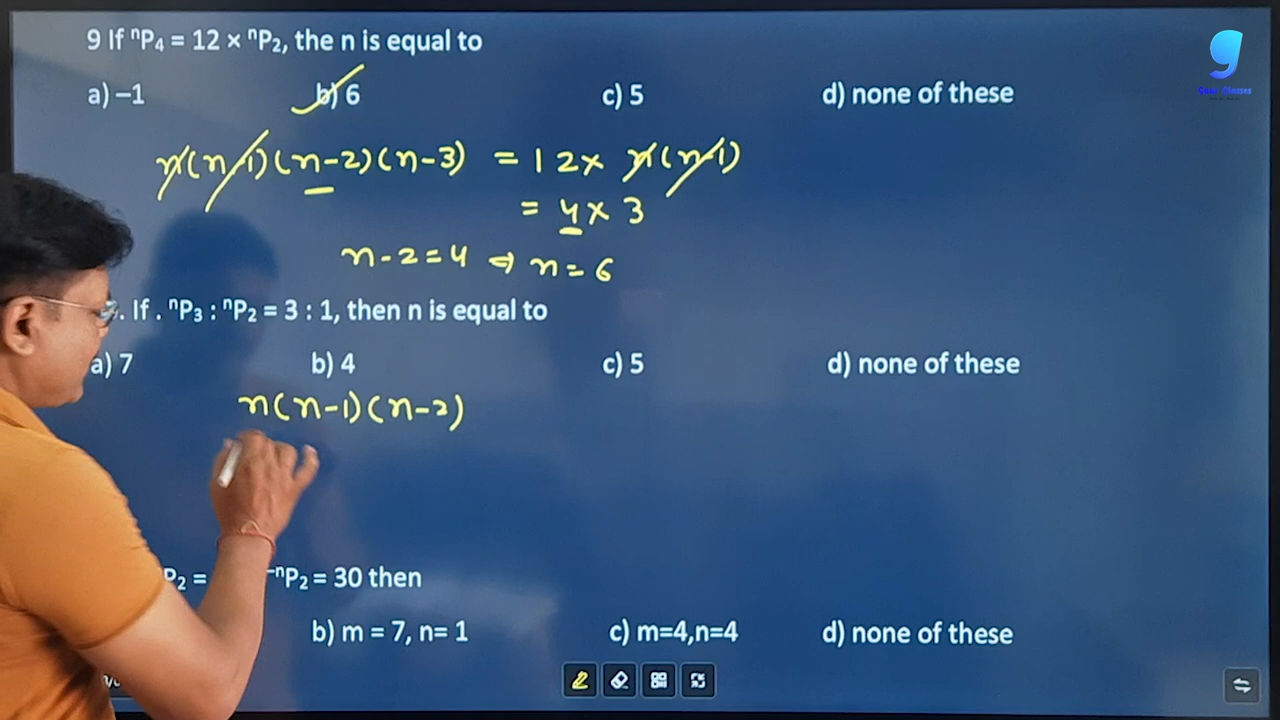 9 If ⁿP₄ = 12 × ⁿP₂, the n is equal to
a) –1 b) 6 c) 5 d) none of these
n(n-1)(n-2)(n-3) = 12× n(n-1)
= 4 × 3
n-2=4 ⇒ n=6
. If . ⁿP₃ : ⁿP₂ = 3 : 1, then n is equal to
a) 7 b) 4 c) 5 d) none of these
n(n-1)(n-2)
P₂ = ⁻ⁿP₂ = 30 then
b) m = 7, n= 1 c) m=4,n=4 d) none of these